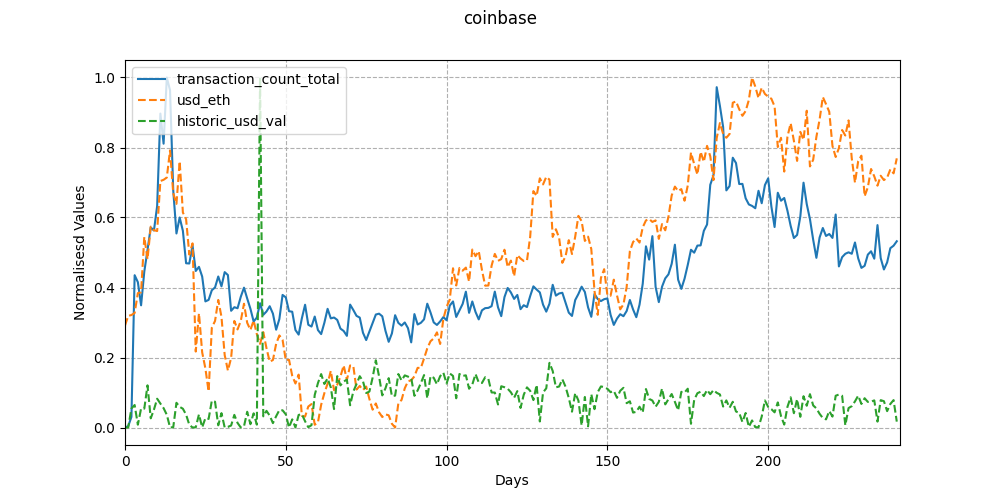 coinbase
transaction_count_total
usd_eth
historic_usd_val
Normalisesd Values
1.0
0.8
0.6
0.4
0.2
0.0
0 50 100 150 200
Days